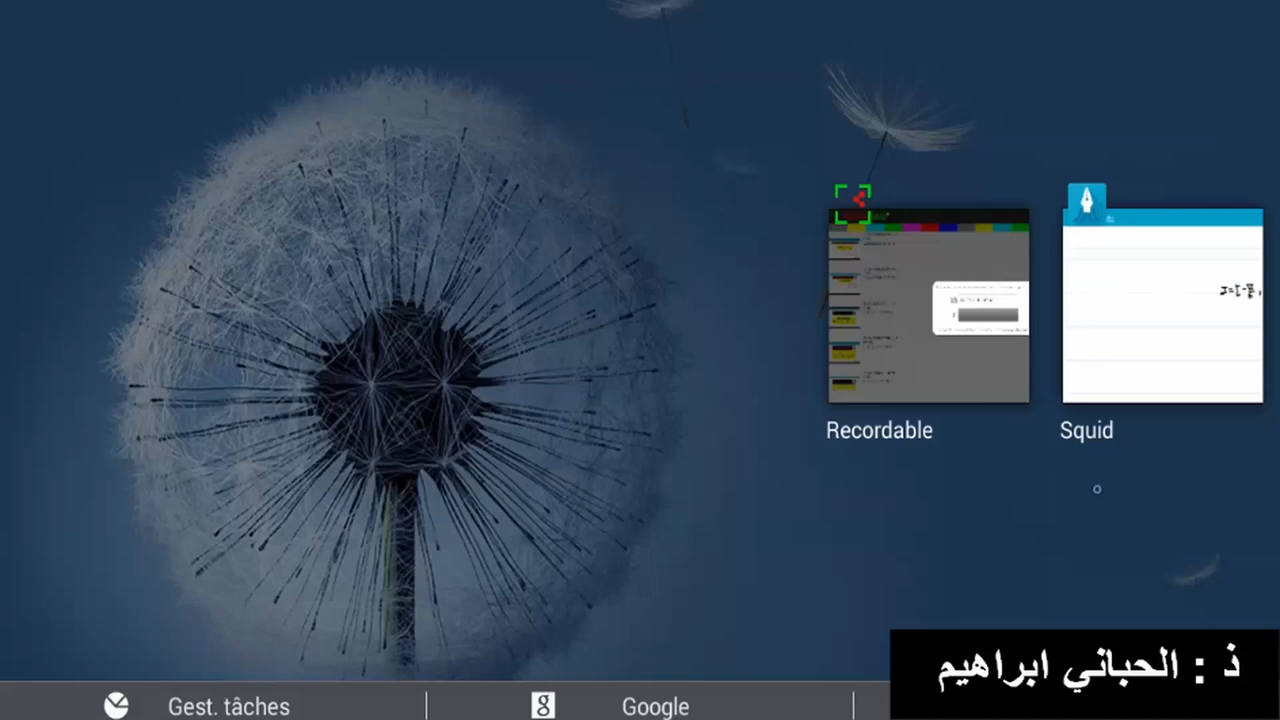 Recordable
Squid
ذ : الحباني ابراهيم
Gest. tâches
Google